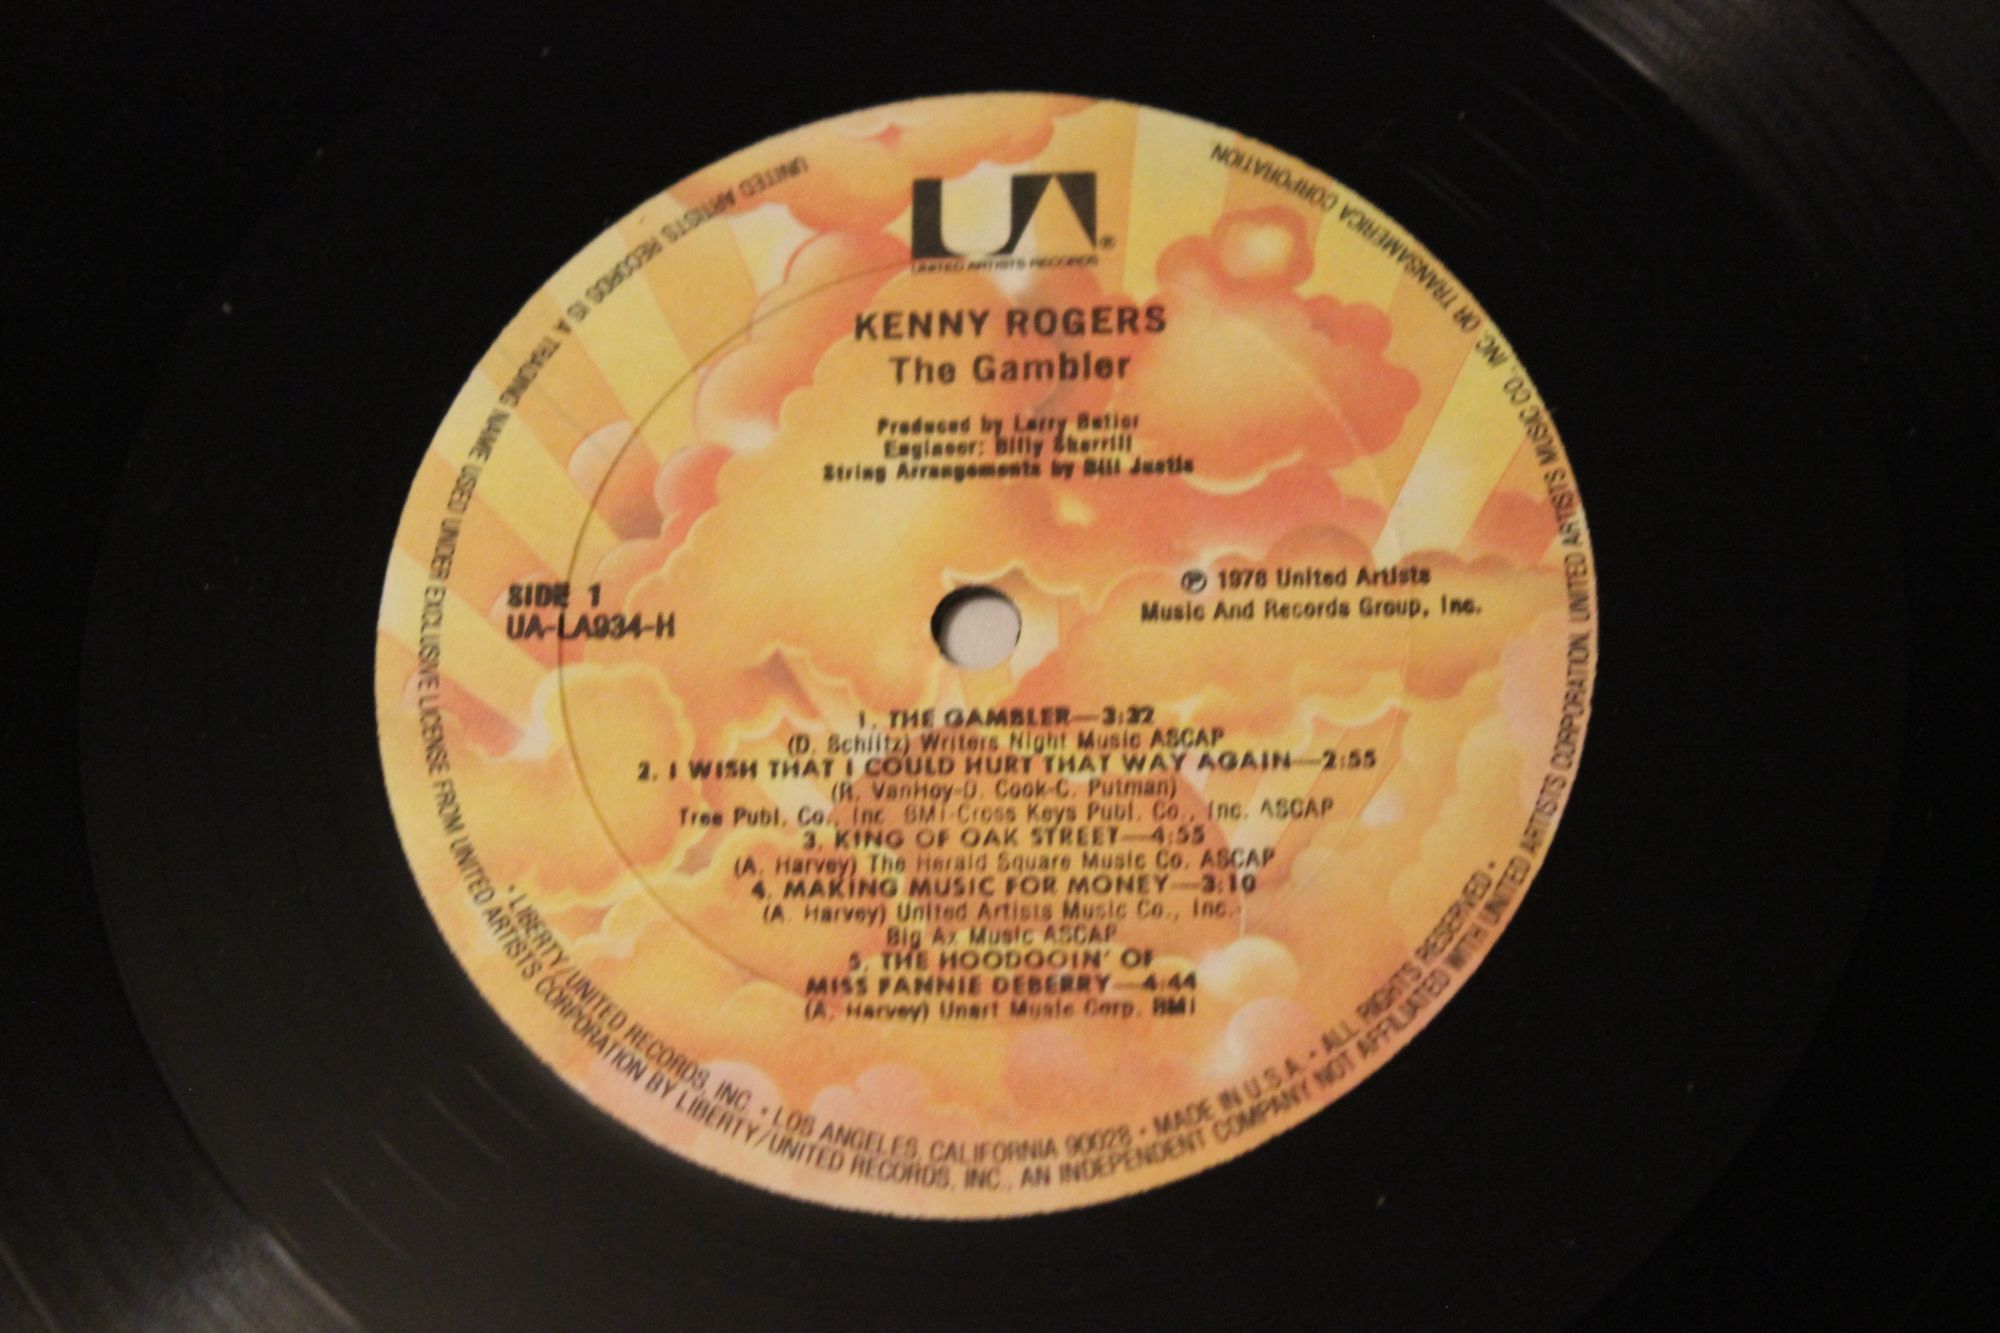 UA®
UNITED ARTISTS RECORDS
KENNY ROGERS
The Gambler
Produced by Larry Butler
Engineer: Billy Sherrill
String Arrangements by Bill Justis
SIDE 1
UA-LA934-H
℗ 1978 United Artists
Music And Records Group, Inc.
1. THE GAMBLER—3:32
(D. Schlitz) Writers Night Music ASCAP
2. I WISH THAT I COULD HURT THAT WAY AGAIN—2:55
(R. VanHoy-D. Cook-C. Putman)
Tree Publ. Co., Inc. BMI-Cross Keys Publ. Co., Inc. ASCAP
3. KING OF OAK STREET—4:55
(A. Harvey) The Herald Square Music Co. ASCAP
4. MAKING MUSIC FOR MONEY—3:10
(A. Harvey) United Artists Music Co., Inc.-
Big Ax Music ASCAP
5. THE HOODOOIN' OF
MISS FANNIE DEBERRY—4:44
(A. Harvey) Unart Music Corp. BMI
• LIBERTY/UNITED RECORDS, INC. • LOS ANGELES, CALIFORNIA 90028 • MADE IN U.S.A. • ALL RIGHTS RESERVED •
UNITED ARTISTS RECORDS IS A TRADING NAME USED UNDER EXCLUSIVE LICENSE FROM UNITED ARTISTS CORPORATION BY LIBERTY/UNITED RECORDS, INC., AN INDEPENDENT COMPANY NOT AFFILIATED WITH UNITED ARTISTS CORPORATION, UNITED ARTISTS MUSIC CO., INC. OR TRANSAMERICA CORPORATION.